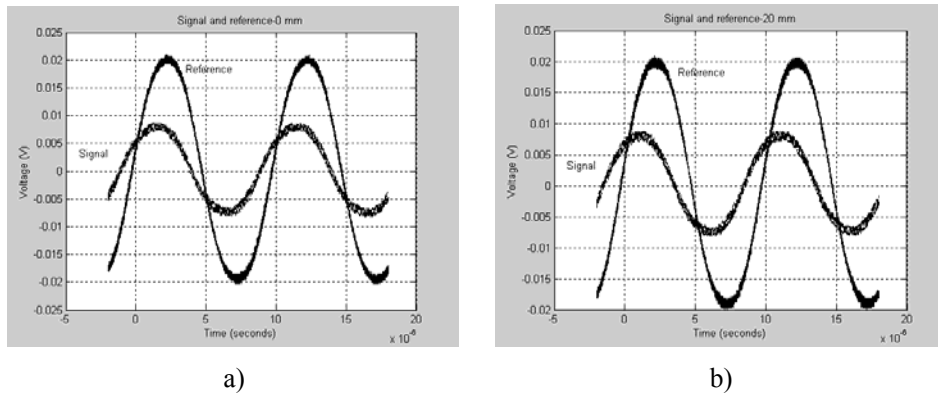 Signal and reference-0 mm
0.025
0.02
0.015
0.01
0.005
0
-0.005
-0.01
-0.015
-0.02
-0.025
Voltage (V)
Reference
Signal
-5
0
5
10
15
20
Time (seconds)
x 10⁻⁶
a)
Signal and reference-20 mm
0.025
0.02
0.015
0.01
0.005
0
-0.005
-0.01
-0.015
-0.02
Voltage (V)
Reference
Signal
-5
0
5
10
15
20
Time (seconds)
x 10⁻⁶
b)